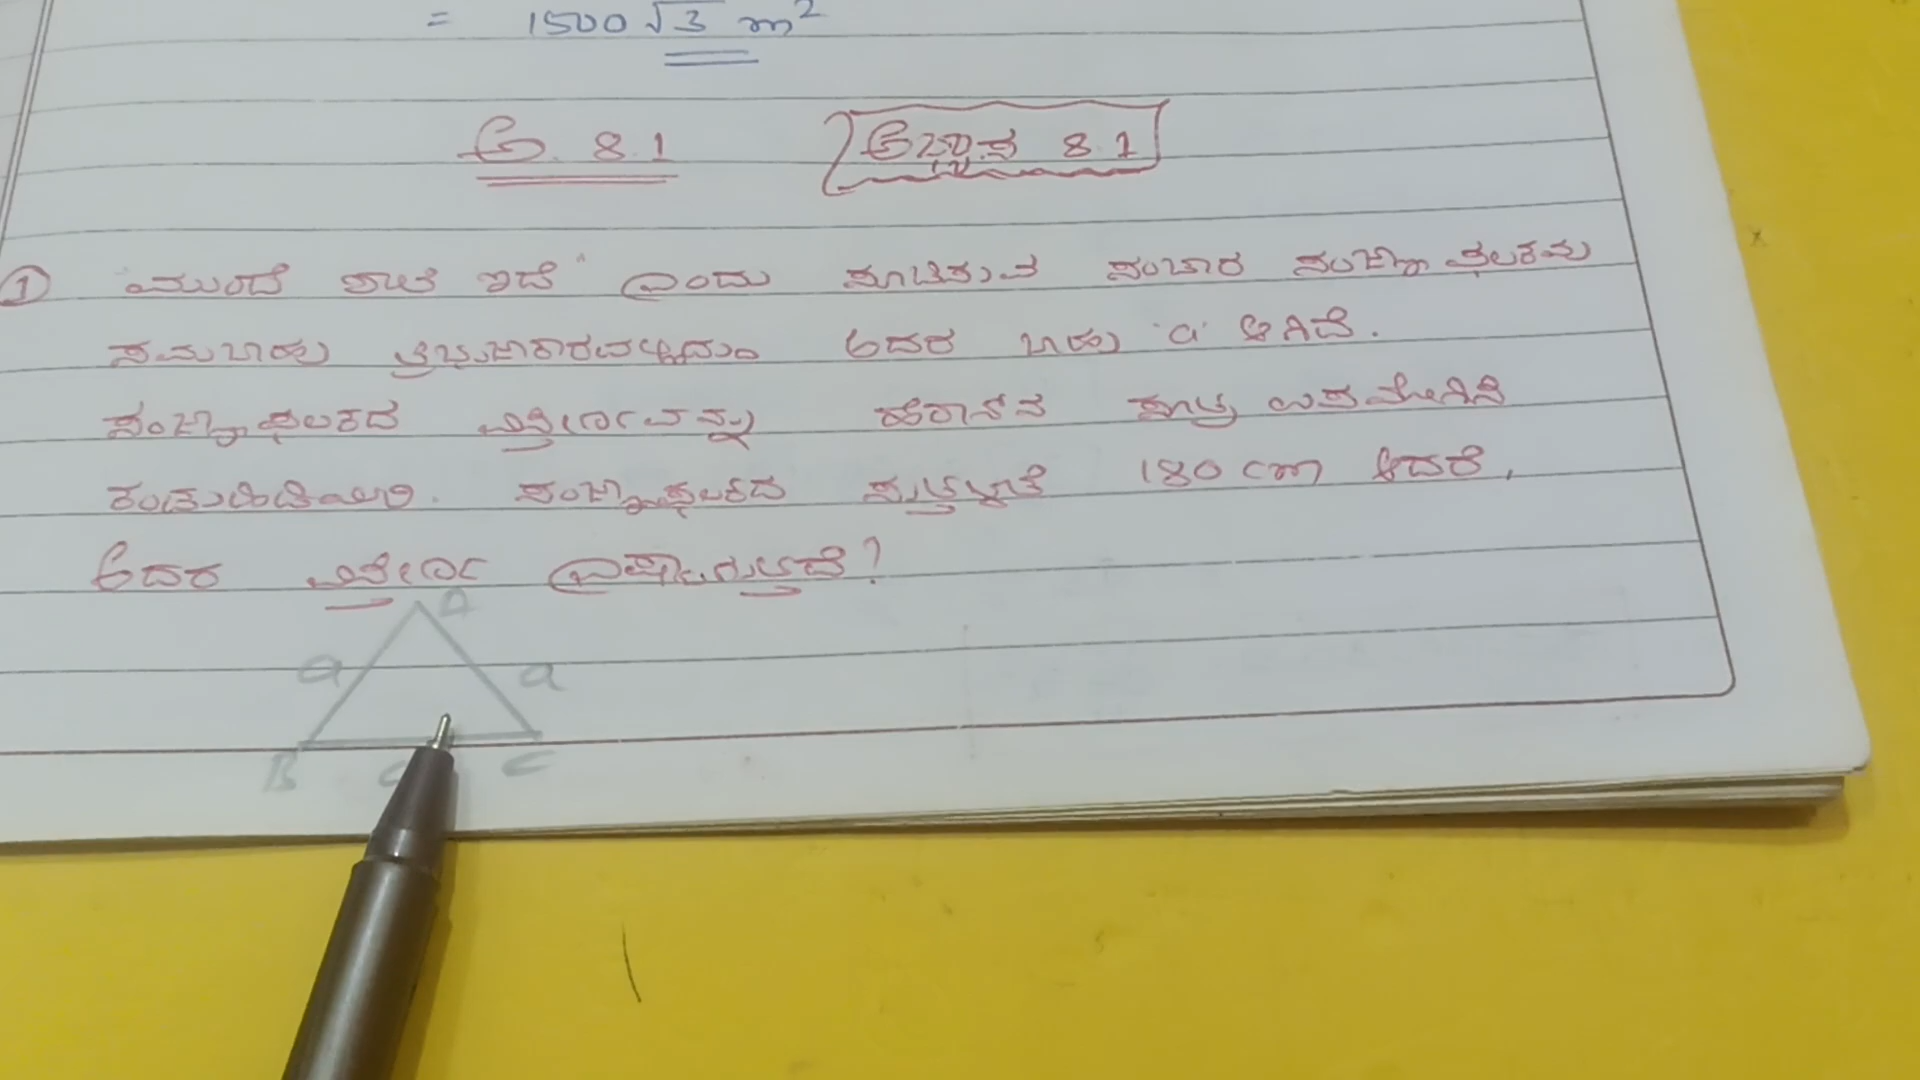 = 1500√3 m²
ಅ. 8.1 ಅಭ್ಯಾಸ 8.1
① "ಮುಂದೆ ಶಾಲೆ ಇದೆ" ಎಂದು ಸೂಚಿಸುವ ಸಂಚಾರ ಸಂಜ್ಞಾ ಫಲಕವು
ಸಮಬಾಹು ತ್ರಿಭುಜಾಕಾರವಾಗಿದ್ದು ಅದರ ಬಾಹು 'a' ಆಗಿದೆ.
ಸಂಜ್ಞಾ ಫಲಕದ ವಿಸ್ತೀರ್ಣವನ್ನು ಹೆರಾನನ ಸೂತ್ರ ಉಪಯೋಗಿಸಿ
ಕಂಡುಹಿಡಿಯಿರಿ. ಸಂಜ್ಞಾ ಫಲಕದ ಸುತ್ತಳತೆ 180 cm ಆದರೆ,
ಅದರ ವಿಸ್ತೀರ್ಣ ಎಷ್ಟಾಗಿರುತ್ತದೆ?
A
a a
B C